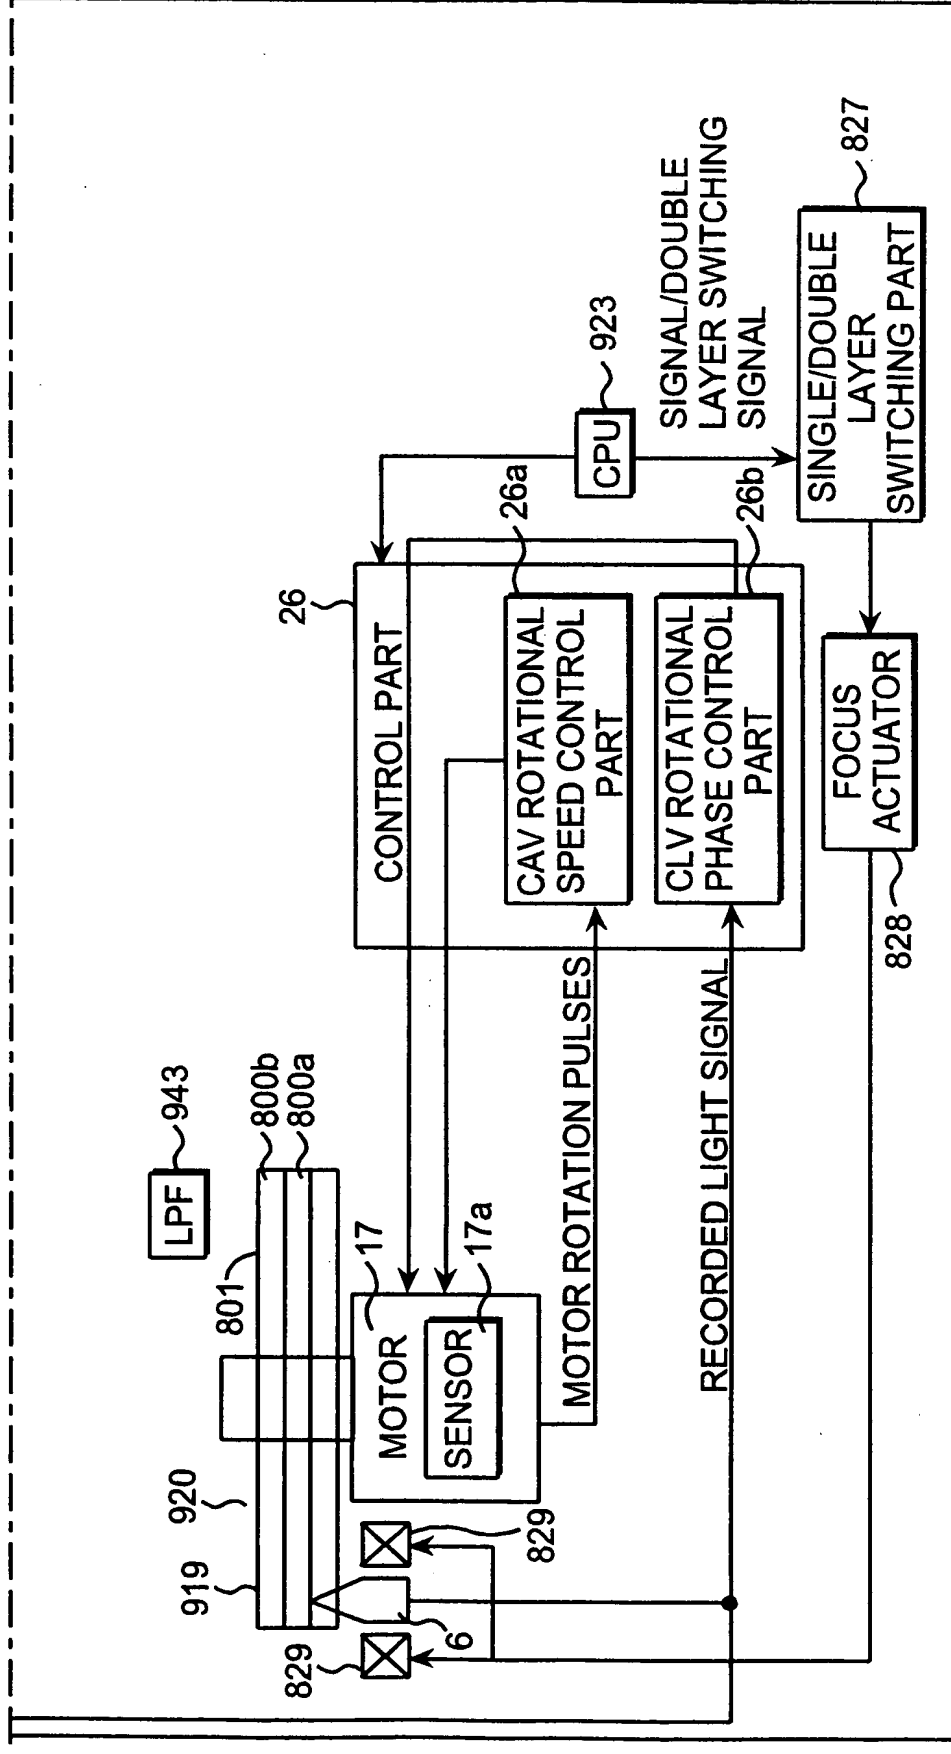 LPF
943
801
800b
800a
920
919
MOTOR
17
SENSOR
17a
829
829
6
MOTOR ROTATION PULSES
RECORDED LIGHT SIGNAL
26
CONTROL PART
CAV ROTATIONAL
SPEED CONTROL
PART
26a
CLV ROTATIONAL
PHASE CONTROL
PART
26b
CPU
923
SIGNAL/DOUBLE
LAYER SWITCHING
SIGNAL
SINGLE/DOUBLE
LAYER
SWITCHING PART
827
FOCUS
ACTUATOR
828